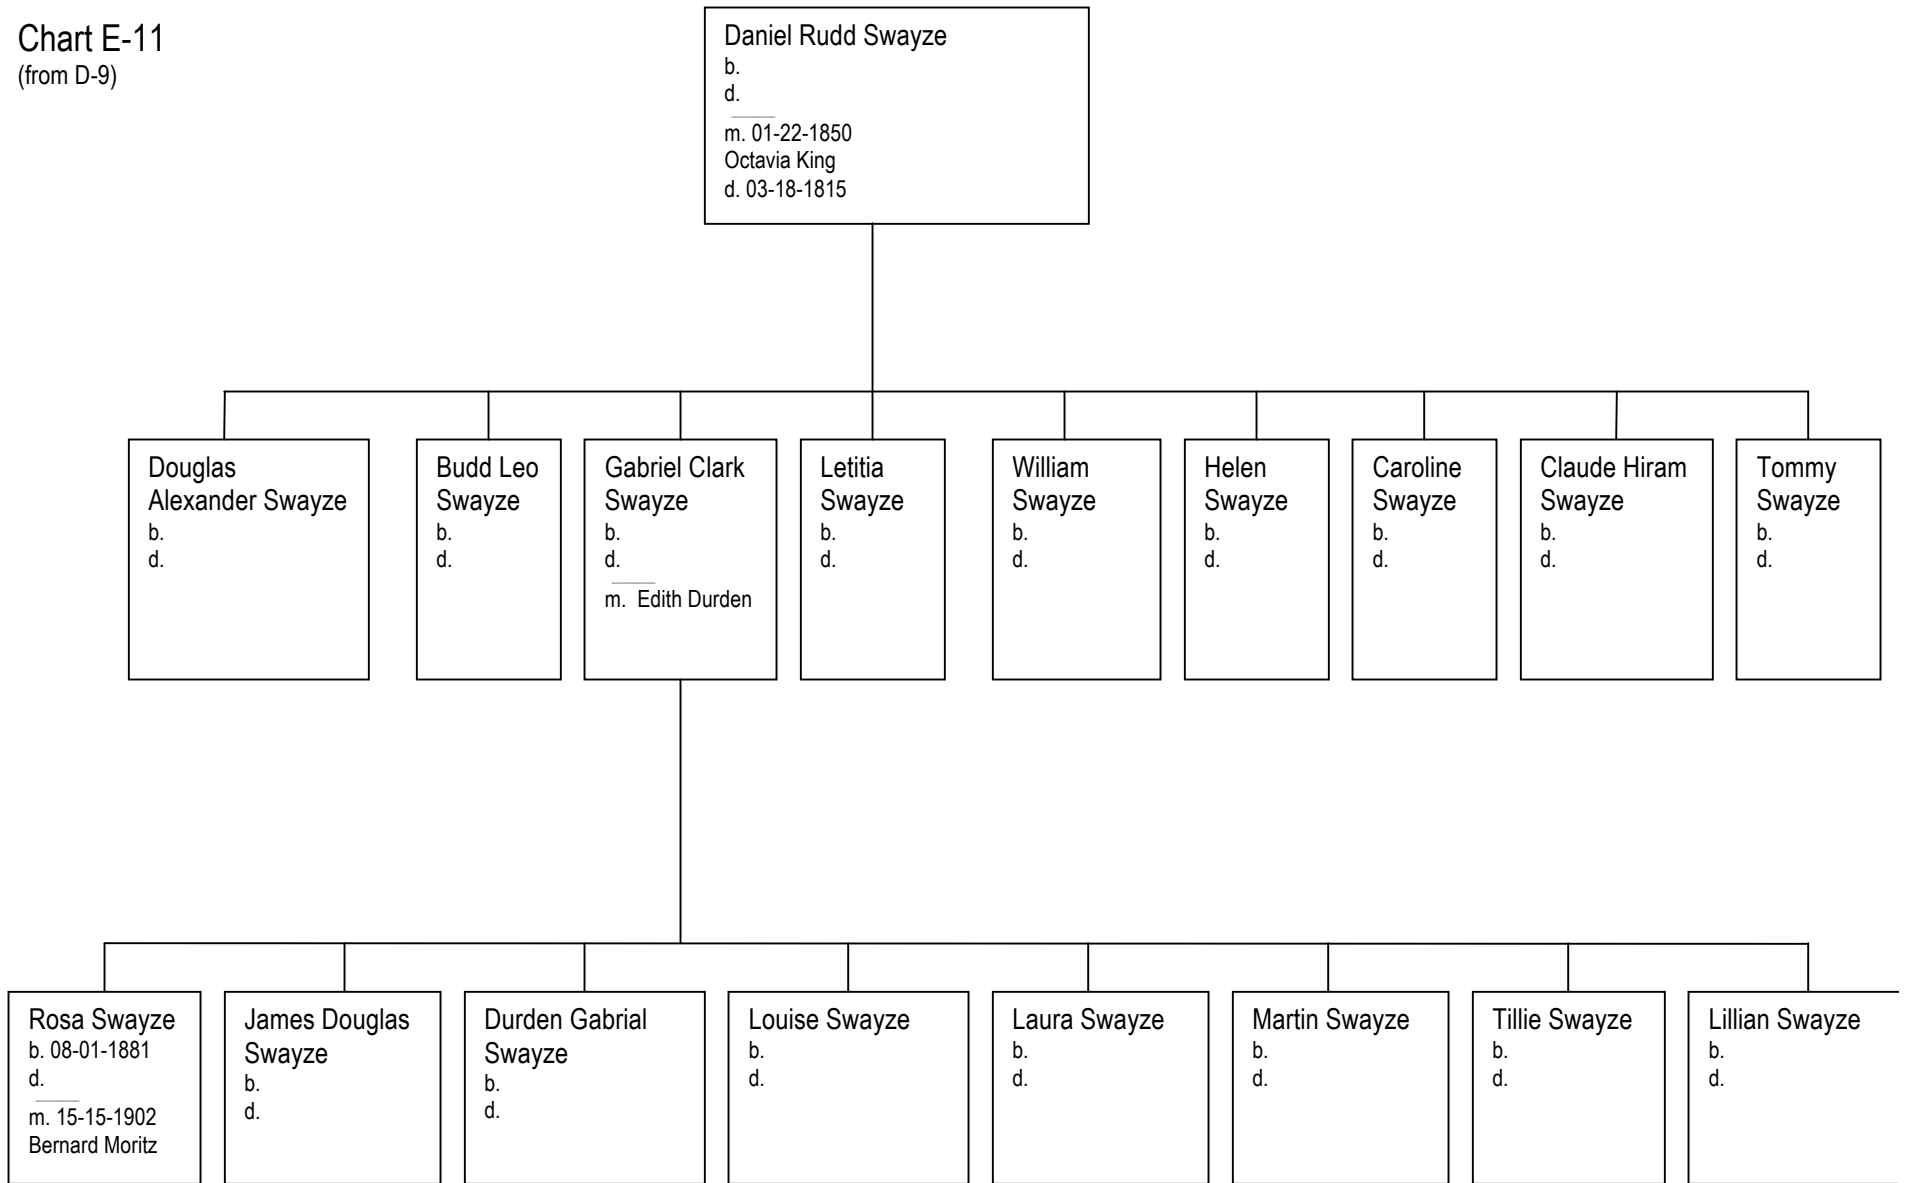 Chart E-11
(from D-9)
Daniel Rudd Swayze
b.
d.
m. 01-22-1850
Octavia King
d. 03-18-1815
Douglas
Alexander Swayze
b.
d.
Budd Leo
Swayze
b.
d.
Gabriel Clark
Swayze
b.
d.
m.  Edith Durden
Letitia
Swayze
b.
d.
William
Swayze
b.
d.
Helen
Swayze
b.
d.
Caroline
Swayze
b.
d.
Claude Hiram
Swayze
b.
d.
Tommy
Swayze
b.
d.
Rosa Swayze
b. 08-01-1881
d.
m. 15-15-1902
Bernard Moritz
James Douglas
Swayze
b.
d.
Durden Gabrial
Swayze
b.
d.
Louise Swayze
b.
d.
Laura Swayze
b.
d.
Martin Swayze
b.
d.
Tillie Swayze
b.
d.
Lillian Swayze
b.
d.